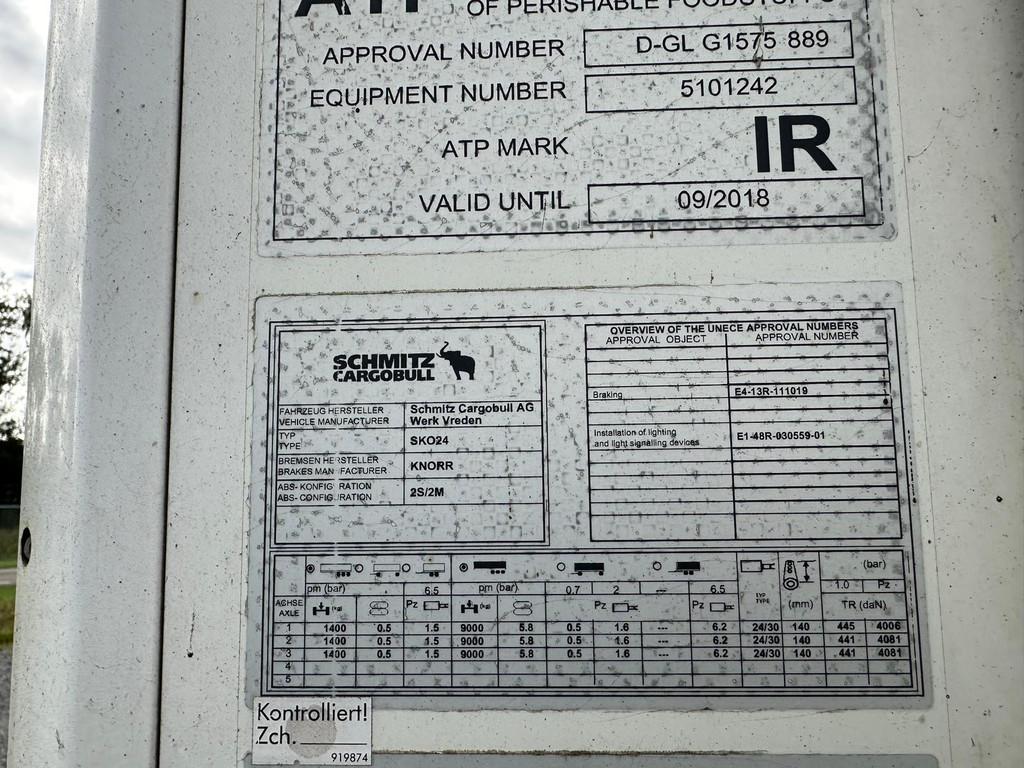 ATP OF PERISHABLE FOODSTUFFS
APPROVAL NUMBER D-GL G1575 889
EQUIPMENT NUMBER 5101242
ATP MARK IR
VALID UNTIL 09/2018
SCHMITZ
CARGOBULL
FAHRZEUG HERSTELLER
VEHICLE MANUFACTURER
Schmitz Cargobull AG
Werk Vreden
TYP
TYPE
SKO24
BREMSEN HERSTELLER
BRAKES MANUFACTURER
KNORR
ABS- KONFIGURATION
ABS- CONFIGURATION
2S/2M
OVERVIEW OF THE UNECE APPROVAL NUMBERS
APPROVAL OBJECT APPROVAL NUMBER
Braking E4-13R-111019
Installation of lighting
and light signalling devices
E1-48R-030559-01
(bar)
pm (bar) 6.5 pm (bar) 0.7 2 6.5 1.0 Pz
ACHSE
AXLE
(kg) Pz (kg) Pz Pz TYP
TYPE
(mm) TR (daN)
1 1400 0.5 1.5 9000 5.8 0.5 1.6 --- 6.2 24/30 140 445 4006
2 1400 0.5 1.5 9000 5.8 0.5 1.6 --- 6.2 24/30 140 441 4081
3 1400 0.5 1.5 9000 5.8 0.5 1.6 --- 6.2 24/30 140 441 4081
4
5
Kontrolliert!
Zch.
919874